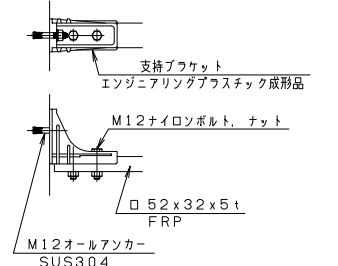 支持ブラケット
エンジニアリングプラスチック成形品
M12ナイロンボルト, ナット
□ 52x32x5t
FRP
M12オールアンカー
SUS304